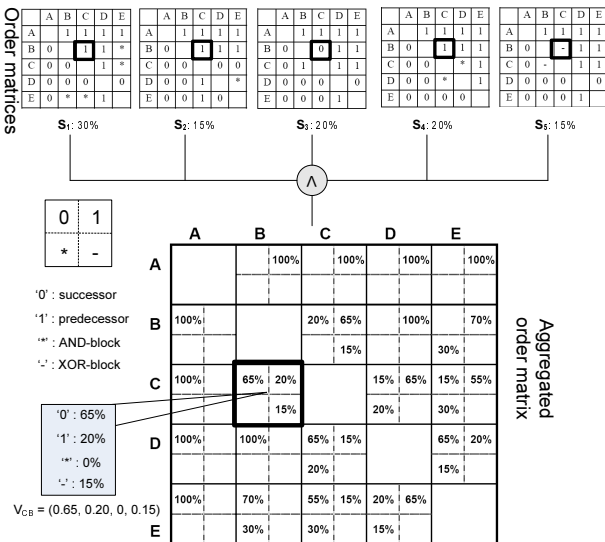 Order matrices
A B C D E
A 1 1 1 1
B 0 1 1 *
C 0 0 1 *
D 0 0 0 0
E 0 * * 1
S₁: 30%
A B C D E
A 1 1 1 1
B 0 1 1 1
C 0 0 0 0
D 0 0 1 *
E 0 0 1 0
S₂: 15%
A B C D E
A 1 1 1 1
B 0 0 1 1
C 0 1 1 1
D 0 0 0 0
E 0 0 0 1
S₃: 20%
A B C D E
A 1 1 1 1
B 0 1 1 1
C 0 0 * 1
D 0 0 * 1
E 0 0 0 0
S₄: 20%
A B C D E
A 1 1 1 1
B 0 - 1 1
C 0 - 1 1
D 0 0 0 0
E 0 0 0 1
S₅: 15%
Λ
0 1
* -
'0' : successor
'1' : predecessor
'*' : AND-block
'-' : XOR-block
'0' : 65%
'1' : 20%
'*' : 0%
'-' : 15%
V_CB = (0.65, 0.20, 0, 0.15)
A B C D E
A 100% 100% 100% 100%
B 100% 20% 65% 100% 70%
15% 30%
C 100% 65% 20% 15% 65% 15% 55%
15% 20% 30%
D 100% 100% 65% 15% 65% 20%
20% 15%
100% 70% 55% 15% 20% 65%
E 30% 30% 15%
Aggregated
order matrix